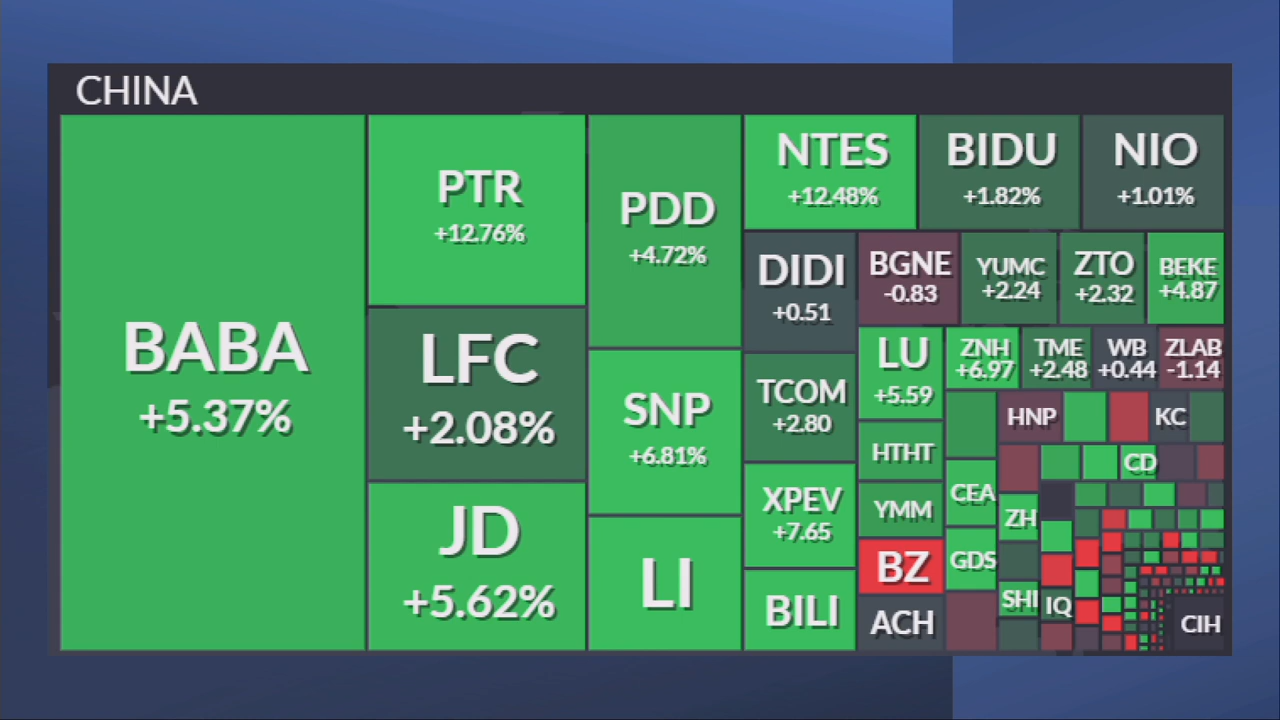 CHINA
BABA
+5.37%
PTR
+12.76%
LFC
+2.08%
JD
+5.62%
PDD
+4.72%
SNP
+6.81%
LI
NTES
+12.48%
BIDU
+1.82%
NIO
+1.01%
DIDI
+0.51
BGNE
-0.83
YUMC
+2.24
ZTO
+2.32
BEKE
+4.87
TCOM
+2.80
XPEV
+7.65
BILI
LU
+5.59
HTHT
YMM
BZ
ACH
ZNH
+6.97
TME
+2.48
WB
+0.44
ZLAB
-1.14
HNP
KC
CD
CEA
ZH
GDS
SHI
IQ
CIH